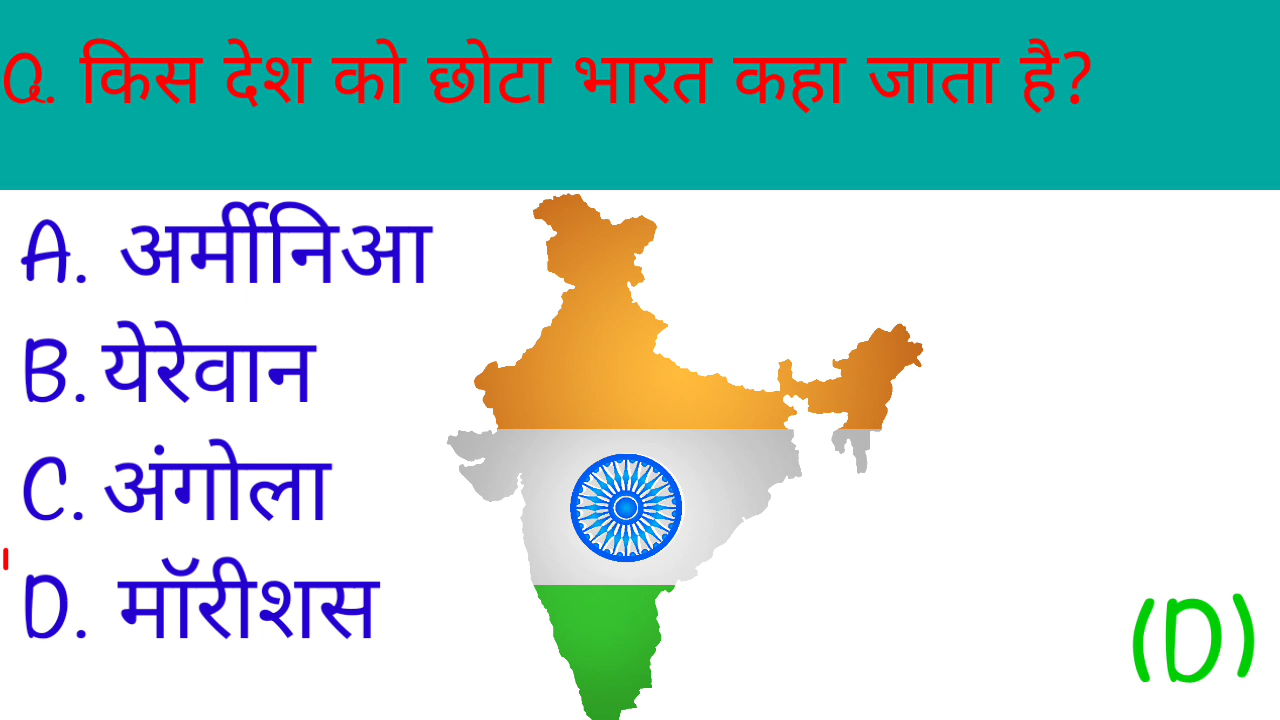 Q. किस देश को छोटा भारत कहा जाता है?
A. अर्मीनिआ
B. येरेवान
C. अंगोला
D. मॉरीशस
(D)